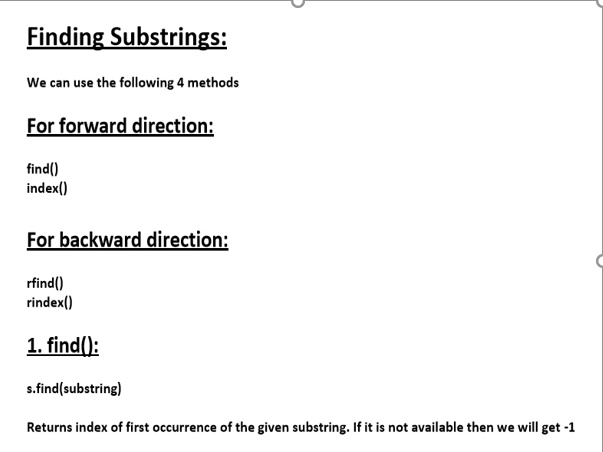 Finding Substrings:
We can use the following 4 methods
For forward direction:
find()
index()
For backward direction:
rfind()
rindex()
1. find():
s.find(substring)
Returns index of first occurrence of the given substring. If it is not available then we will get -1